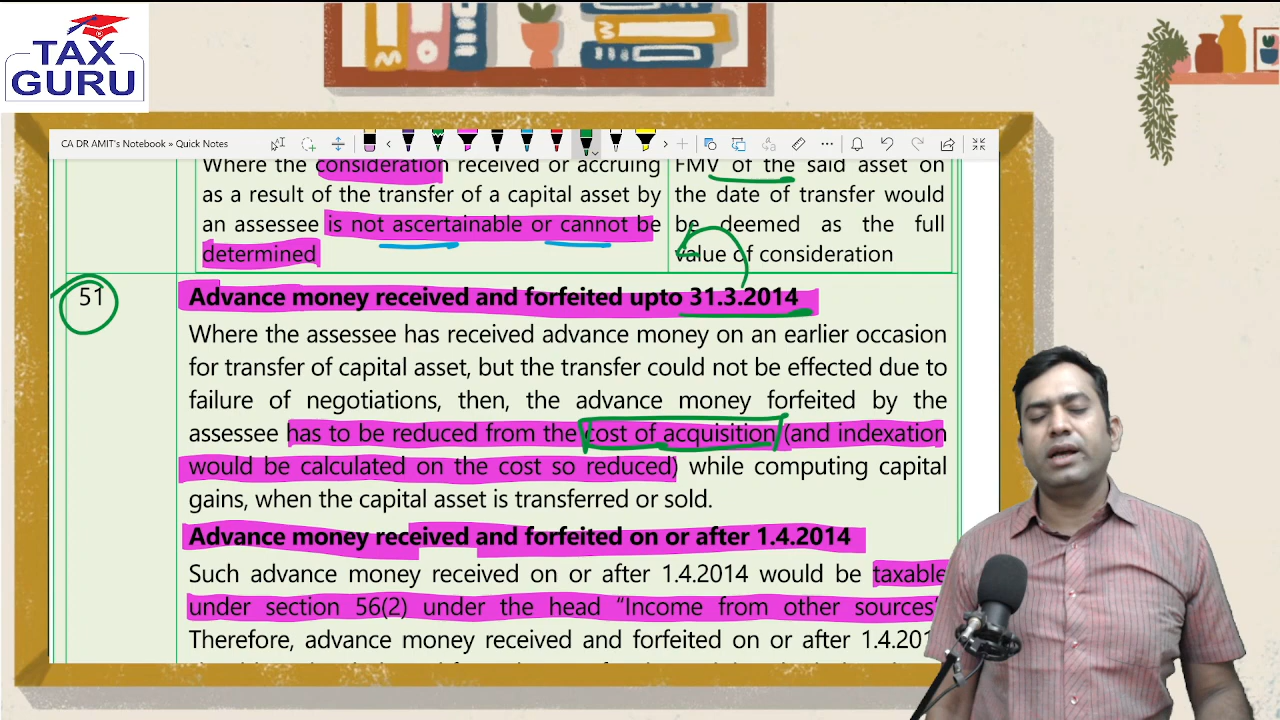 TAX
GURU
CA DR AMIT's Notebook » Quick Notes
Where the consideration received or accruing
as a result of the transfer of a capital asset by
an assessee is not ascertainable or cannot be
determined
FMV of the said asset on
the date of transfer would
be deemed as the full
value of consideration
51
Advance money received and forfeited upto 31.3.2014
Where the assessee has received advance money on an earlier occasion
for transfer of capital asset, but the transfer could not be effected due to
failure of negotiations, then, the advance money forfeited by the
assessee has to be reduced from the cost of acquisition (and indexation
would be calculated on the cost so reduced) while computing capital
gains, when the capital asset is transferred or sold.
Advance money received and forfeited on or after 1.4.2014
Such advance money received on or after 1.4.2014 would be taxable
under section 56(2) under the head “Income from other sources”
Therefore, advance money received and forfeited on or after